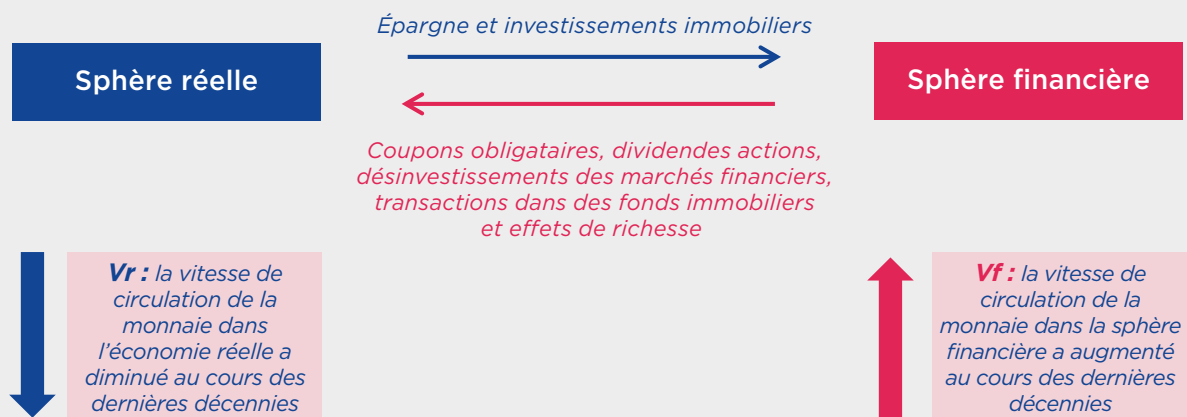 Épargne et investissements immobiliers
Sphère réelle
Sphère financière
Coupons obligataires, dividendes actions,
désinvestissements des marchés financiers,
transactions dans des fonds immobiliers
et effets de richesse
Vr : la vitesse de
circulation de la
monnaie dans
l’économie réelle a
diminué au cours des
dernières décennies
Vf : la vitesse de
circulation de la
monnaie dans la sphère
financière a augmenté
au cours des dernières
décennies